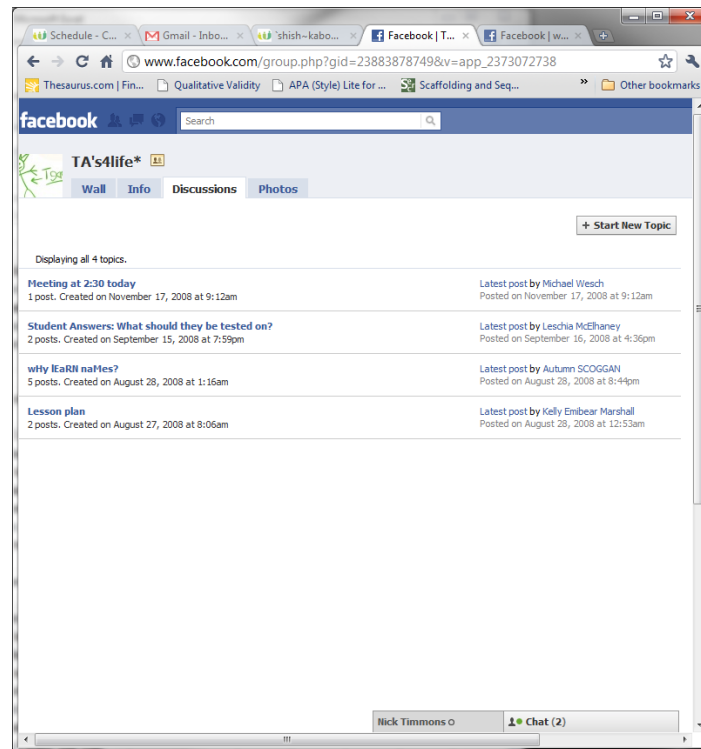 Schedule - C... Gmail - Inbo... `shish~kabo... Facebook | T... Facebook | w...
www.facebook.com/group.php?gid=23883878749&v=app_2373072738
Thesaurus.com | Fin... Qualitative Validity APA (Style) Lite for ... Scaffolding and Seq... » Other bookmarks
facebook Search
TA's4life*
Wall Info Discussions Photos
+ Start New Topic
Displaying all 4 topics.
Meeting at 2:30 today Latest post by Michael Wesch
1 post. Created on November 17, 2008 at 9:12am Posted on November 17, 2008 at 9:12am
Student Answers: What should they be tested on? Latest post by Leschia McElhaney
2 posts. Created on September 15, 2008 at 7:59pm Posted on September 16, 2008 at 4:36pm
wHy lEaRN naMes? Latest post by Autumn SCOGGAN
5 posts. Created on August 28, 2008 at 1:16am Posted on August 28, 2008 at 8:44pm
Lesson plan Latest post by Kelly Emibear Marshall
2 posts. Created on August 27, 2008 at 8:06am Posted on August 28, 2008 at 12:53am
Nick Timmons Chat (2)